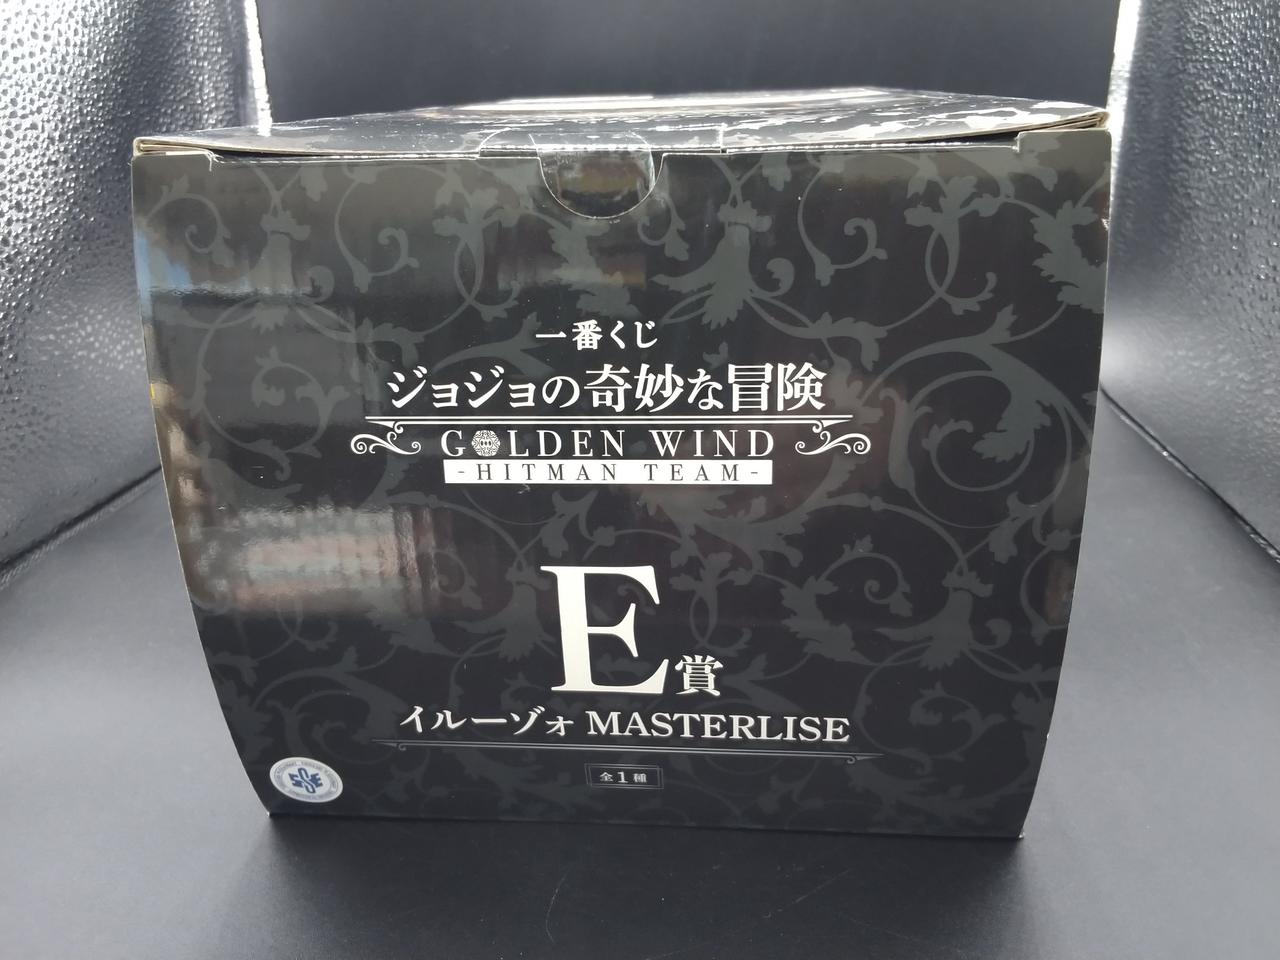 一番くじ
ジョジョの奇妙な冒険
GOLDEN WIND
-HITMAN TEAM-
E賞
イルーゾォ MASTERLISE
全1種